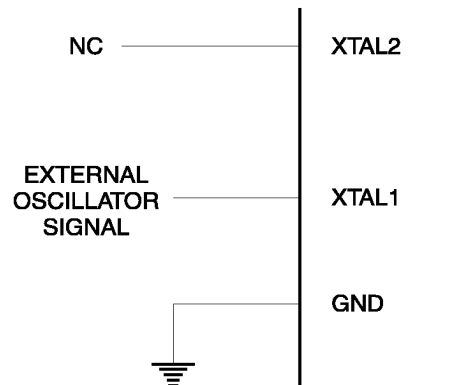 NC
XTAL2
EXTERNAL
OSCILLATOR
SIGNAL
XTAL1
GND